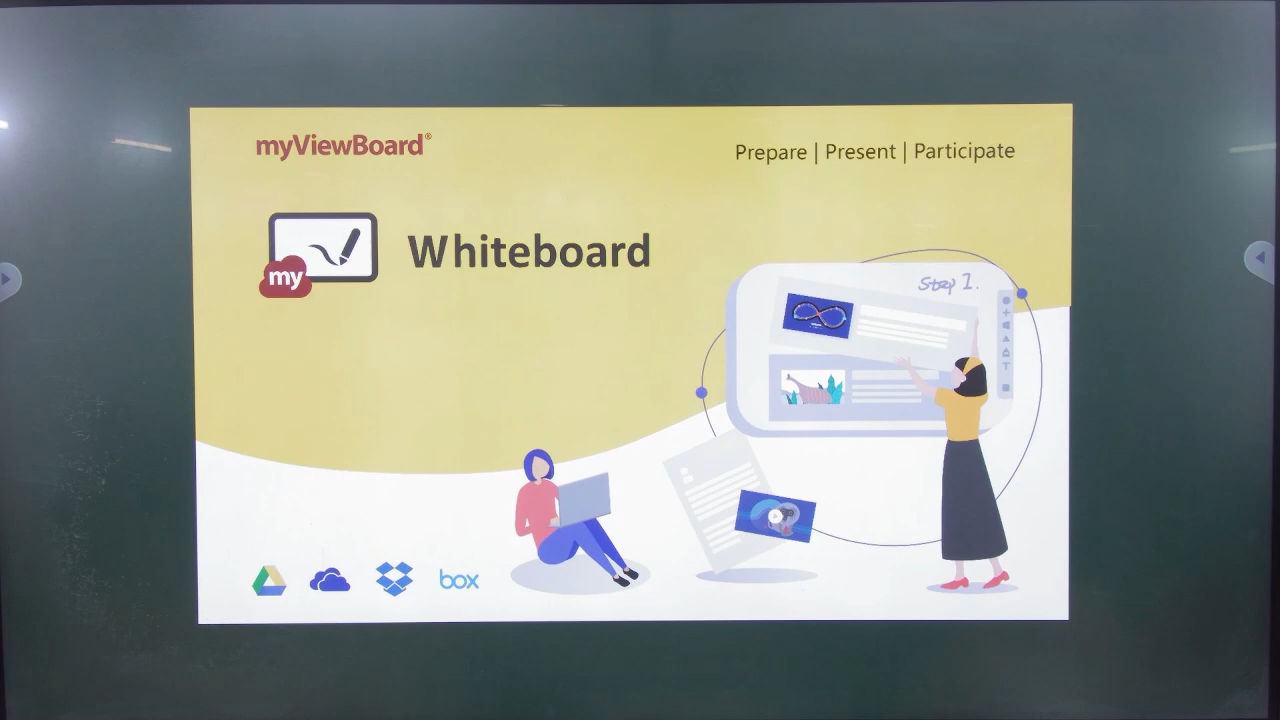 myViewBoard®
Prepare | Present | Participate
my
Whiteboard
Step 1.
box